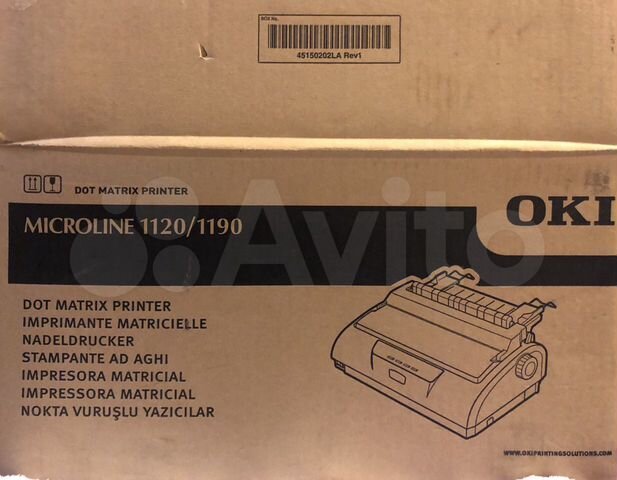 BOX No.
45150202LA Rev1
DOT MATRIX PRINTER
MICROLINE 1120/1190
OKI
Avito
DOT MATRIX PRINTER
IMPRIMANTE MATRICIELLE
NADELDRUCKER
STAMPANTE AD AGHI
IMPRESORA MATRICIAL
IMPRESSORA MATRICIAL
NOKTA VURUŞLU YAZICILAR
WWW.OKIPRINTINGSOLUTIONS.COM